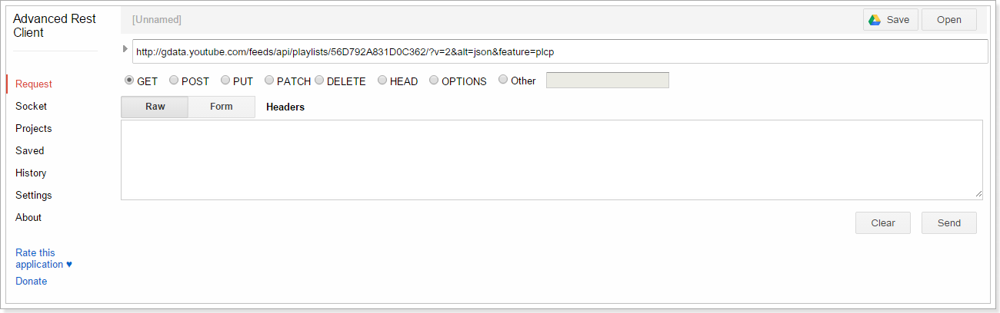 Advanced Rest
Client
[Unnamed]
Save
Open
http://gdata.youtube.com/feeds/api/playlists/56D792A831D0C362/?v=2&alt=json&feature=plcp
Request
Socket
Projects
Saved
History
Settings
About
Rate this
application ♥
Donate
GET POST PUT PATCH DELETE HEAD OPTIONS Other
Raw Form Headers
Clear Send